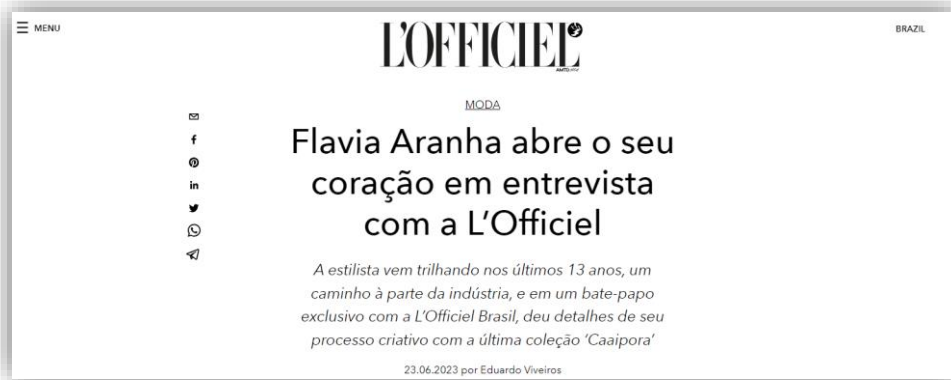 MENU
L'OFFICIEL
BRAZIL
MODA
Flavia Aranha abre o seu
coração em entrevista
com a L'Officiel
A estilista vem trilhando nos últimos 13 anos, um
caminho à parte da indústria, e em um bate-papo
exclusivo com a L'Officiel Brasil, deu detalhes de seu
processo criativo com a última coleção 'Caaipora'
23.06.2023 por Eduardo Viveiros